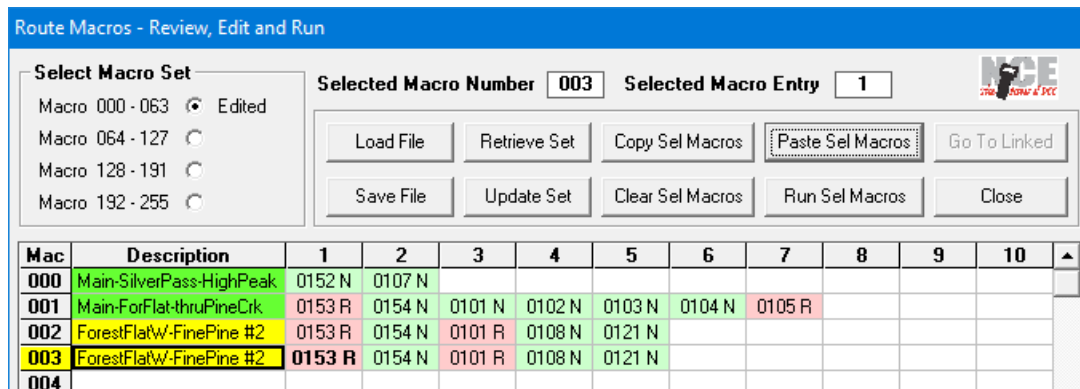 Route Macros - Review, Edit and Run
Select Macro Set
Macro 000 - 063 Edited
Macro 064 - 127
Macro 128 - 191
Macro 192 - 255
Selected Macro Number 003 Selected Macro Entry 1
NCE
Load File Retrieve Set Copy Sel Macros Paste Sel Macros Go To Linked
Save File Update Set Clear Sel Macros Run Sel Macros Close
Mac Description 1 2 3 4 5 6 7 8 9 10
000 Main-SilverPass-HighPeak 0152 N 0107 N
001 Main-ForFlat-thruPineCrk 0153 R 0154 N 0101 N 0102 N 0103 N 0104 N 0105 R
002 ForestFlatW-FinePine #2 0153 R 0154 N 0101 R 0108 N 0121 N
003 ForestFlatW-FinePine #2 0153 R 0154 N 0101 R 0108 N 0121 N
004